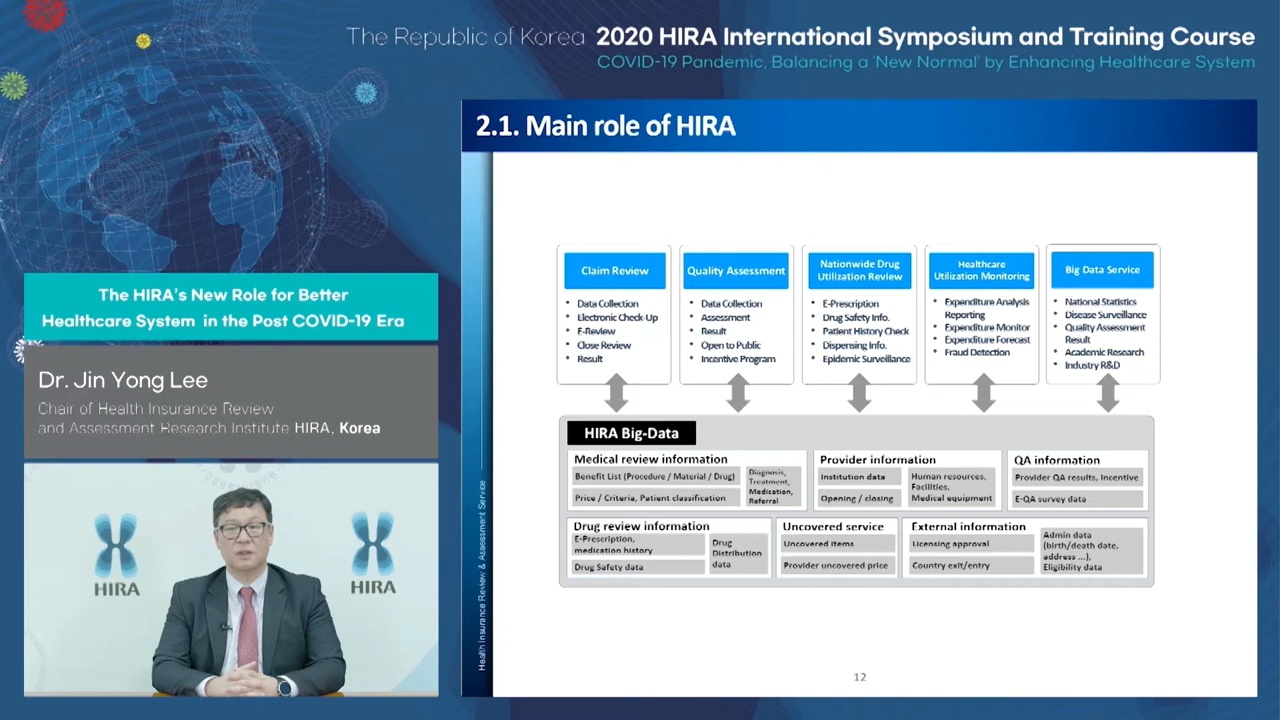 The Republic of Korea 2020 HIRA International Symposium and Training Course
COVID-19 Pandemic, Balancing a 'New Normal' by Enhancing Healthcare System
The HIRA's New Role for Better
Healthcare System in the Post COVID-19 Era
Dr. Jin Yong Lee
Chair of Health Insurance Review
and Assessment Research Institute HIRA, Korea
HIRA
HIRA
2.1. Main role of HIRA
Health Insurance Review & Assessment Service
Claim Review
• Data Collection
• Electronic Check-Up
• E-Review
• Close Review
• Result
Quality Assessment
• Data Collection
• Assessment
• Result
• Open to Public
• Incentive Program
Nationwide Drug
Utilization Review
• E-Prescription
• Drug Safety Info.
• Patient History Check
• Dispensing Info.
• Epidemic Surveillance
Healthcare
Utilization Monitoring
• Expenditure Analysis
Reporting
• Expenditure Monitor
• Expenditure Forecast
• Fraud Detection
Big Data Service
• National Statistics
• Disease Surveillance
• Quality Assessment
Result
• Academic Research
• Industry R&D
HIRA Big-Data
Medical review information
Benefit List (Procedure / Material / Drug)
Price / Criteria, Patient classification
Diagnosis,
Treatment,
Medication,
Referral
Provider information
Institution data
Opening / closing
Human resources,
Facilities,
Medical equipment
QA information
Provider QA results, Incentive
E-QA survey data
Drug review information
E-Prescription,
medication history
Drug Safety data
Drug
Distribution
data
Uncovered service
Uncovered items
Provider uncovered price
External information
Licensing approval
Country exit/entry
Admin data
(birth/death date,
address ...),
Eligibility data
12